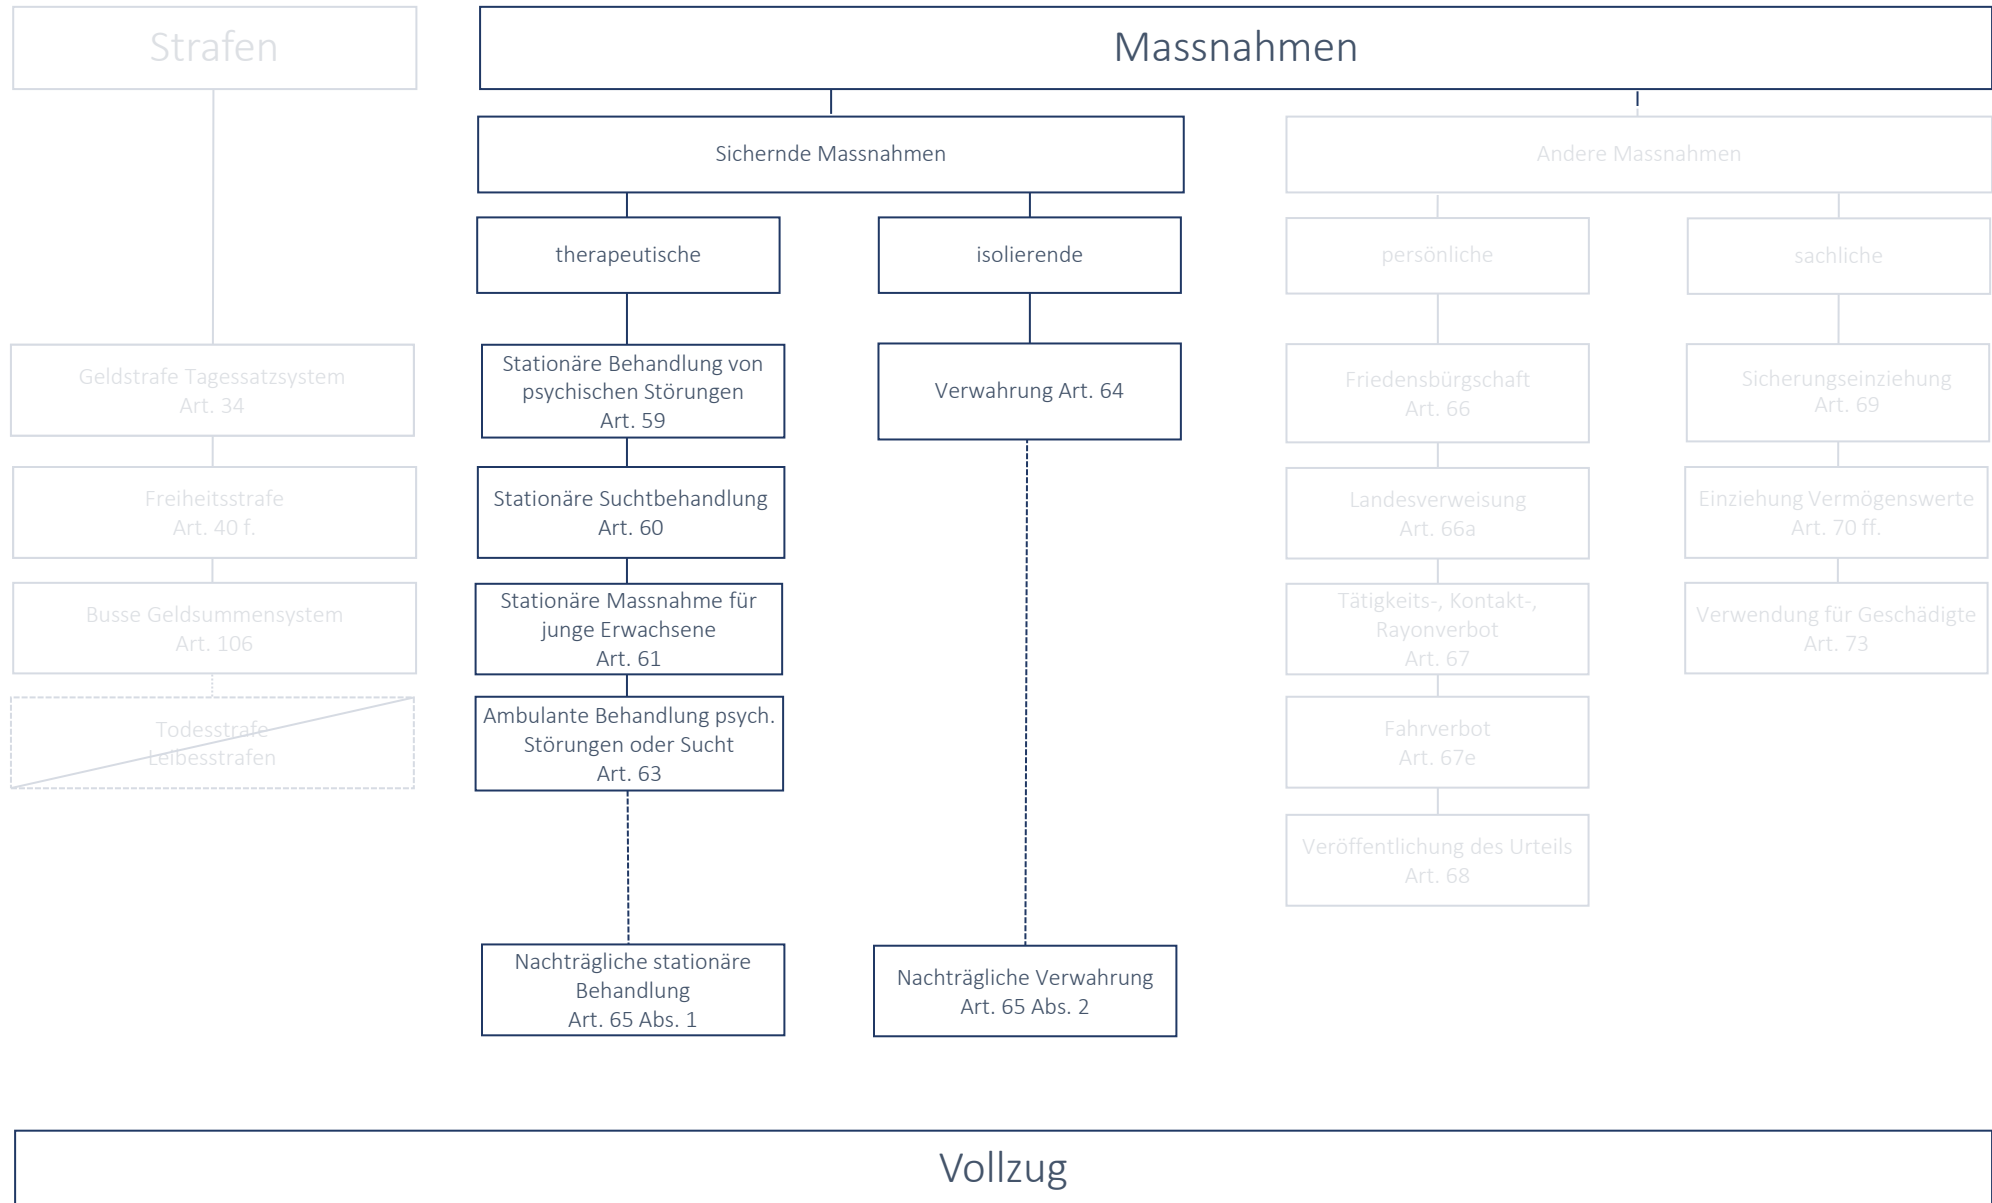 Strafen
Massnahmen
Sichernde Massnahmen
Andere Massnahmen
therapeutische
isolierende
persönliche
sachliche
Geldstrafe Tagessatzsystem
Art. 34
Freiheitsstrafe
Art. 40 f.
Busse Geldsummensystem
Art. 106
Todesstrafe
Leibesstrafen
Stationäre Behandlung von
psychischen Störungen
Art. 59
Stationäre Suchtbehandlung
Art. 60
Stationäre Massnahme für
junge Erwachsene
Art. 61
Ambulante Behandlung psych.
Störungen oder Sucht
Art. 63
Nachträgliche stationäre
Behandlung
Art. 65 Abs. 1
Verwahrung Art. 64
Nachträgliche Verwahrung
Art. 65 Abs. 2
Friedensbürgschaft
Art. 66
Landesverweisung
Art. 66a
Tätigkeits-, Kontakt-,
Rayonverbot
Art. 67
Fahrverbot
Art. 67e
Veröffentlichung des Urteils
Art. 68
Sicherungseinziehung
Art. 69
Einziehung Vermögenswerte
Art. 70 ff.
Verwendung für Geschädigte
Art. 73
Vollzug